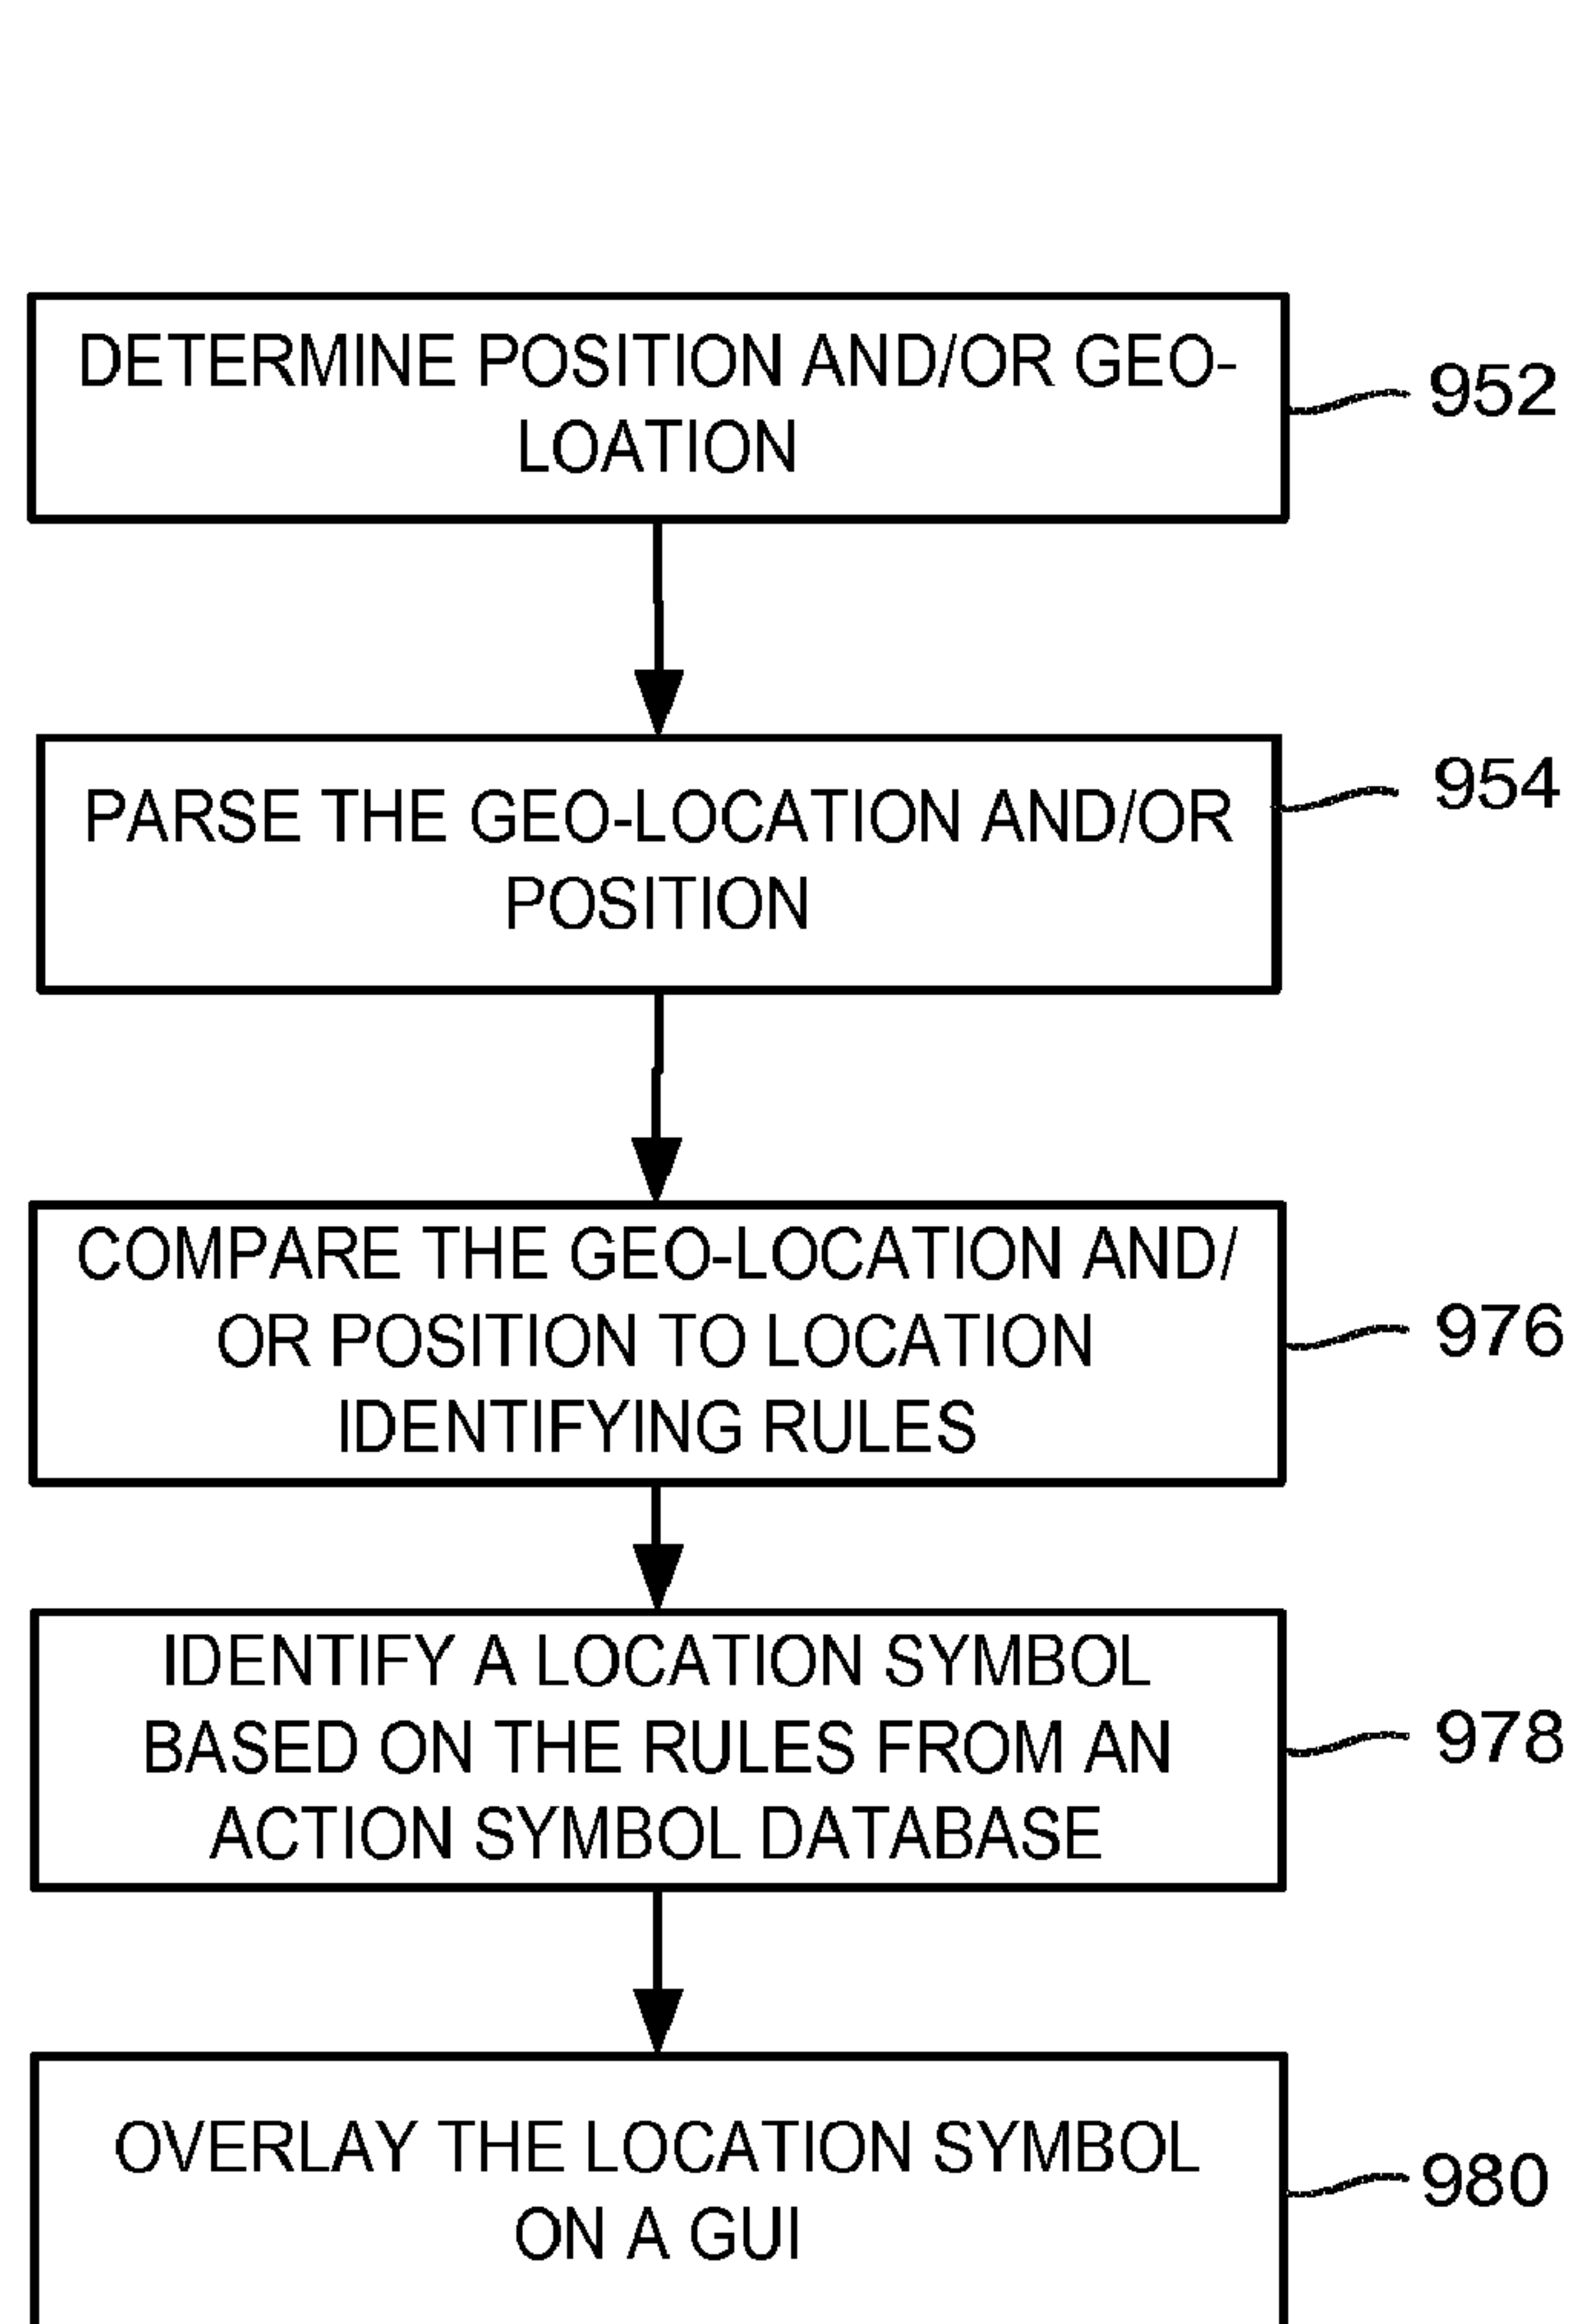 DETERMINE POSITION AND/OR GEO-
LOATION
952
PARSE THE GEO-LOCATION AND/OR
POSITION
954
COMPARE THE GEO-LOCATION AND/
OR POSITION TO LOCATION
IDENTIFYING RULES
976
IDENTIFY A LOCATION SYMBOL
BASED ON THE RULES FROM AN
ACTION SYMBOL DATABASE
978
OVERLAY THE LOCATION SYMBOL
ON A GUI
980